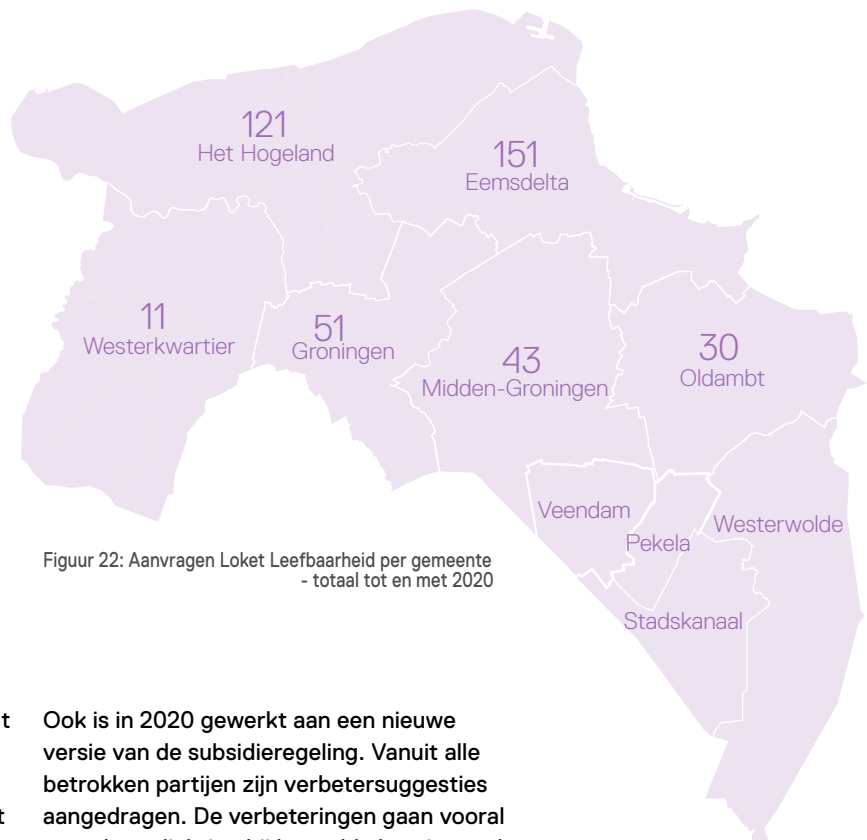 121
Het Hogeland
151
Eemsdelta
11
Westerkwartier
51
Groningen
43
Midden-Groningen
30
Oldambt
Veendam
Pekela
Westerwolde
Stadskanaal
Figuur 22: Aanvragen Loket Leefbaarheid per gemeente
- totaal tot en met 2020
t
Ook is in 2020 gewerkt aan een nieuwe
versie van de subsidieregeling. Vanuit alle
betrokken partijen zijn verbetersuggesties
t
aangedragen. De verbeteringen gaan vooral